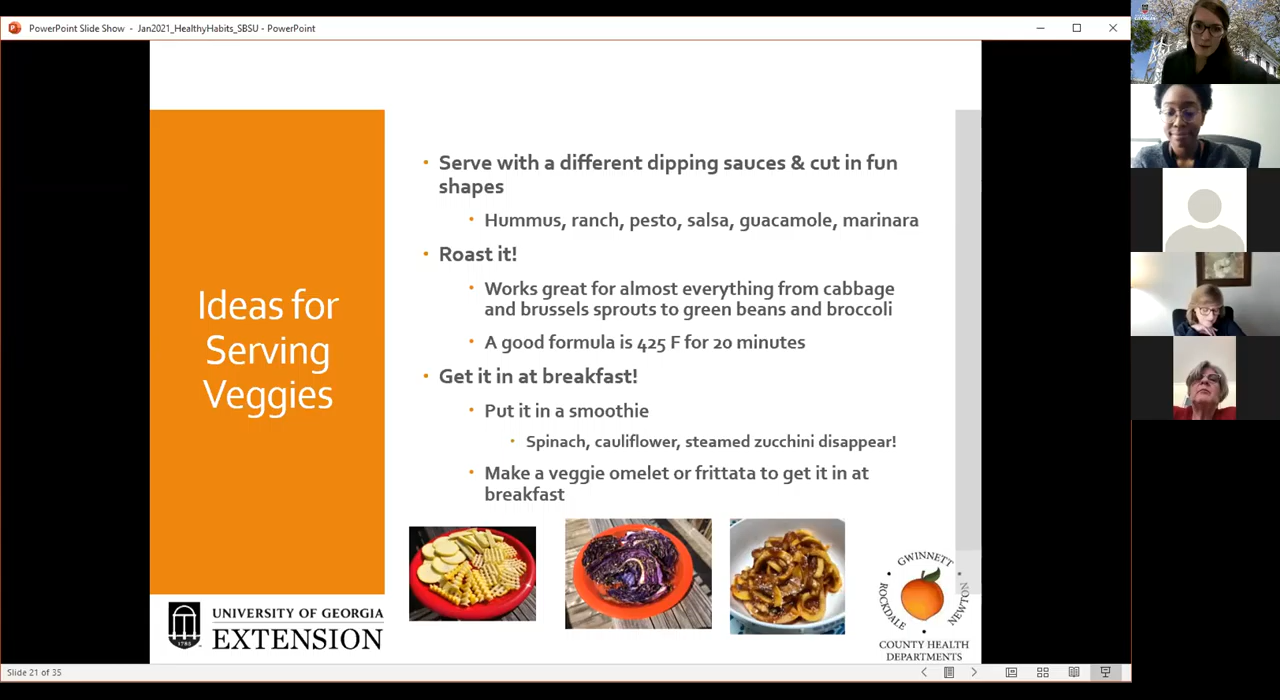 PowerPoint Slide Show - Jan2021_HealthyHabits_SBSU - PowerPoint
Ideas for
Serving
Veggies
• Serve with a different dipping sauces & cut in fun
shapes
• Hummus, ranch, pesto, salsa, guacamole, marinara
• Roast it!
• Works great for almost everything from cabbage
and brussels sprouts to green beans and broccoli
• A good formula is 425 F for 20 minutes
• Get it in at breakfast!
• Put it in a smoothie
• Spinach, cauliflower, steamed zucchini disappear!
• Make a veggie omelet or frittata to get it in at
breakfast
1785
UNIVERSITY OF GEORGIA
EXTENSION
GWINNETT
ROCKDALE
NEWTON
COUNTY HEALTH
DEPARTMENTS
Slide 21 of 35